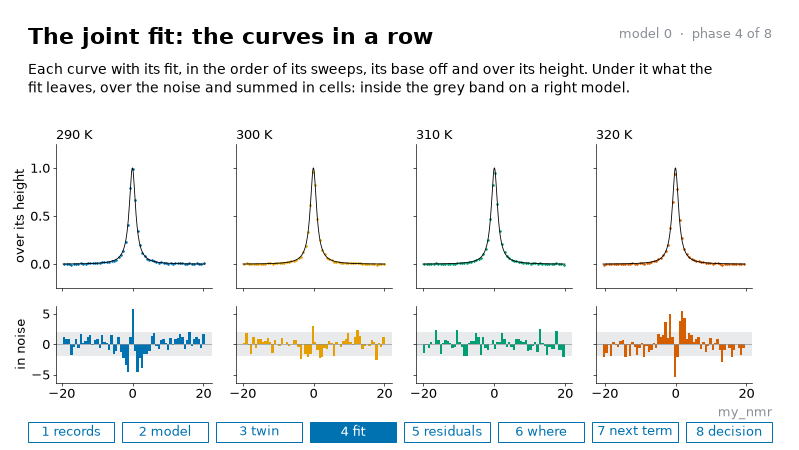 The joint fit: the curves in a row
model 0 · phase 4 of 8
Each curve with its fit, in the order of its sweeps, its base off and over its height. Under it what the
fit leaves, over the noise and summed in cells: inside the grey band on a right model.
290 K
300 K
310 K
320 K
over its height
1.0
0.5
0.0
in noise
5
0
−5
−20
0
20
−20
0
20
−20
0
20
−20
0
20
my_nmr
1 records
2 model
3 twin
4 fit
5 residuals
6 where
7 next term
8 decision